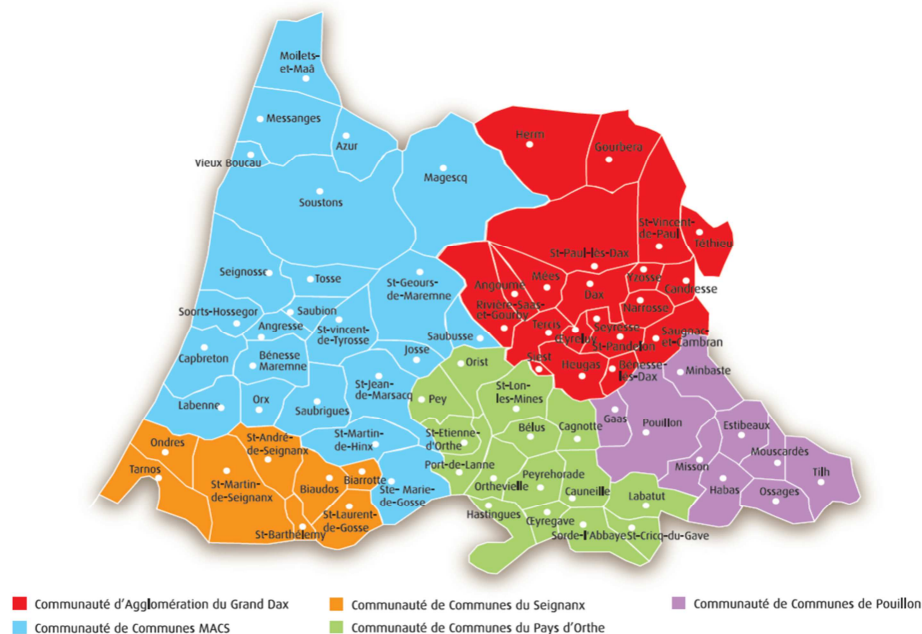 Moilets-
et-Maâ
Messanges
Azur
Vieux Boucau
Magescq
Soustons
Herm
Gourbera
St-Vincent-
de-Paul
Téthieu
St-Paul-lès-Dax
Seignosse
Tosse
St-Geours-
de-Maremne
Angoumé
Mées
Dax
Yzosse
Candresse
Soorts-Hossegor
Saubion
Angresse
St-vincent-
de-Tyrosse
Saubusse
Rivière-Saas-
et-Gourby
Tercis
Œyreluy
Seyresse
Narrosse
St-Pandelon
Saugnac-
et-Cambran
Capbreton
Bénesse
Maremne
Josse
Orist
Siest
Heugas
Bénesse-
lès-Dax
Minbaste
Labenne
Orx
Saubrigues
St-Jean-
de-Marsacq
Pey
St-Lon-
les-Mines
Gaas
Pouillon
Estibeaux
Ondres
St-André-
de-Seignanx
St-Martin-
de-Hinx
St-Etienne-
d'Orthe
Bélus
Cagnotte
Mouscardès
Tarnos
St-Martin-
de-Seignanx
Biaudos
Biarrotte
Ste- Marie-
de-Gosse
Port-de-Lanne
Orthevielle
Peyrehorade
Cauneille
Labatut
Misson
Habas
Ossages
Tilh
St-Barthélemy
St-Laurent-
de-Gosse
Hastingues
Œyregave
Sorde-l'Abbaye
St-Cricq-du-Gave
Communauté d'Agglomération du Grand Dax
Communauté de Communes du Seignanx
Communauté de Communes de Pouillon
Communauté de Communes MACS
Communauté de Communes du Pays d'Orthe